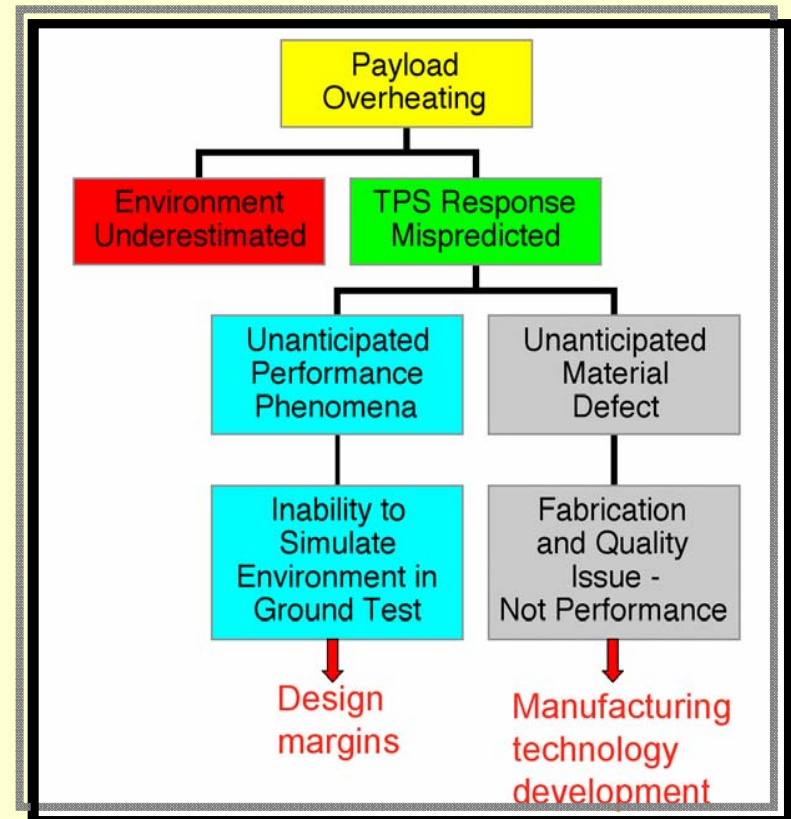 Payload
Overheating
Environment
Underestimated
TPS Response
Mispredicted
Unanticipated
Performance
Phenomena
Unanticipated
Material
Defect
Inability to
Simulate
Environment in
Ground Test
Fabrication
and Quality
Issue -
Not Performance
Design
margins
Manufacturing
technology
development